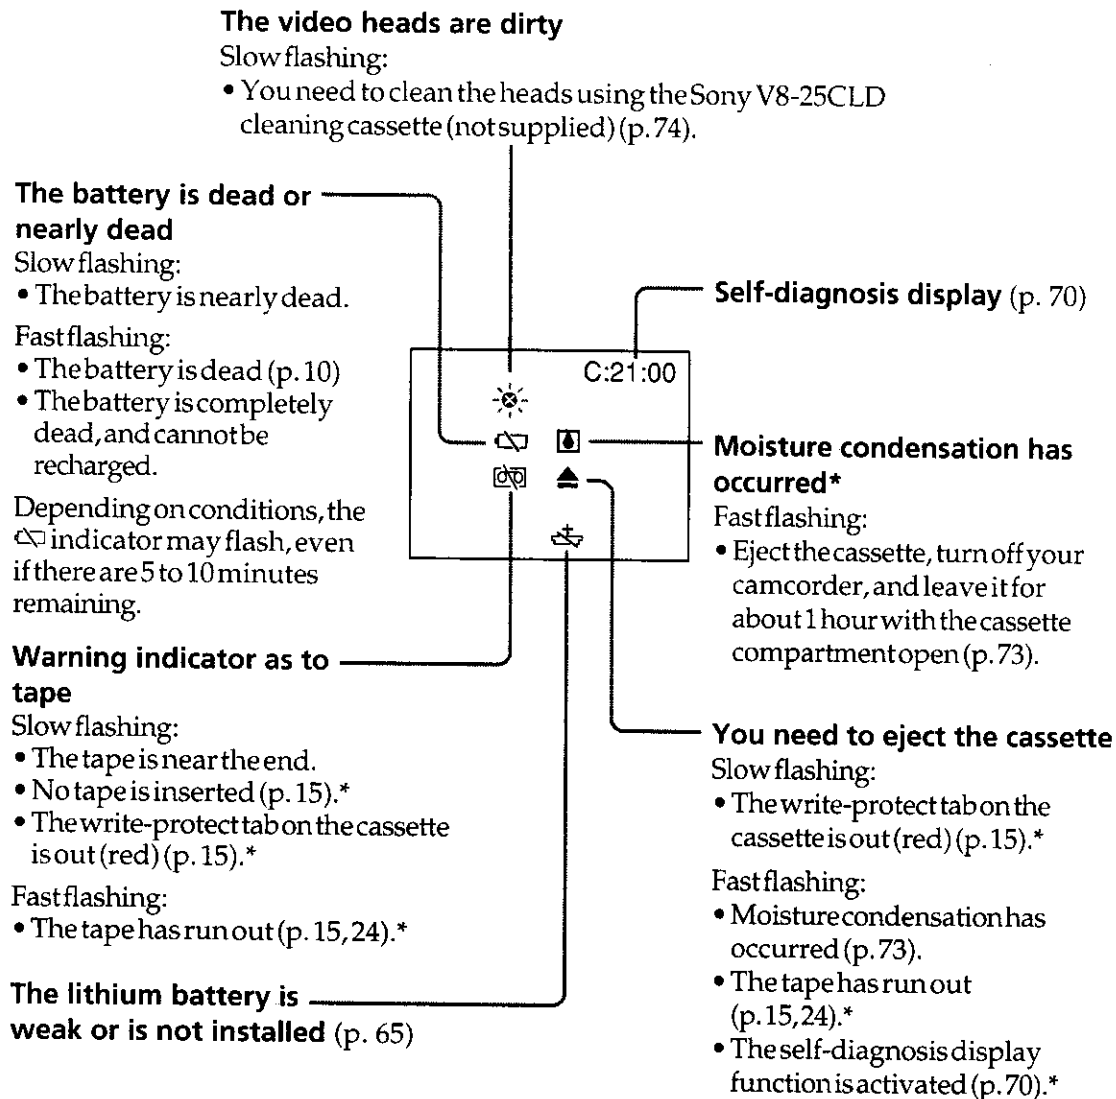 The video heads are dirty
Slow flashing:
• You need to clean the heads using the Sony V8-25CLD
cleaning cassette (not supplied) (p. 74).
The battery is dead or
nearly dead
Slow flashing:
• The battery is nearly dead.
Fast flashing:
• The battery is dead (p. 10)
• The battery is completely
dead, and cannot be
recharged.
Depending on conditions, the
indicator may flash, even
if there are 5 to 10 minutes
remaining.
Warning indicator as to
tape
Slow flashing:
• The tape is near the end.
• No tape is inserted (p. 15).*
• The write-protect tab on the cassette
is out (red) (p. 15).*
Fast flashing:
• The tape has run out (p. 15, 24).*
The lithium battery is
weak or is not installed (p. 65)
C:21:00
Self-diagnosis display (p. 70)
Moisture condensation has
occurred*
Fast flashing:
• Eject the cassette, turn off your
camcorder, and leave it for
about 1 hour with the cassette
compartment open (p. 73).
You need to eject the cassette
Slow flashing:
• The write-protect tab on the
cassette is out (red) (p. 15).*
Fast flashing:
• Moisture condensation has
occurred (p. 73).
• The tape has run out
(p. 15, 24).*
• The self-diagnosis display
function is activated (p. 70).*